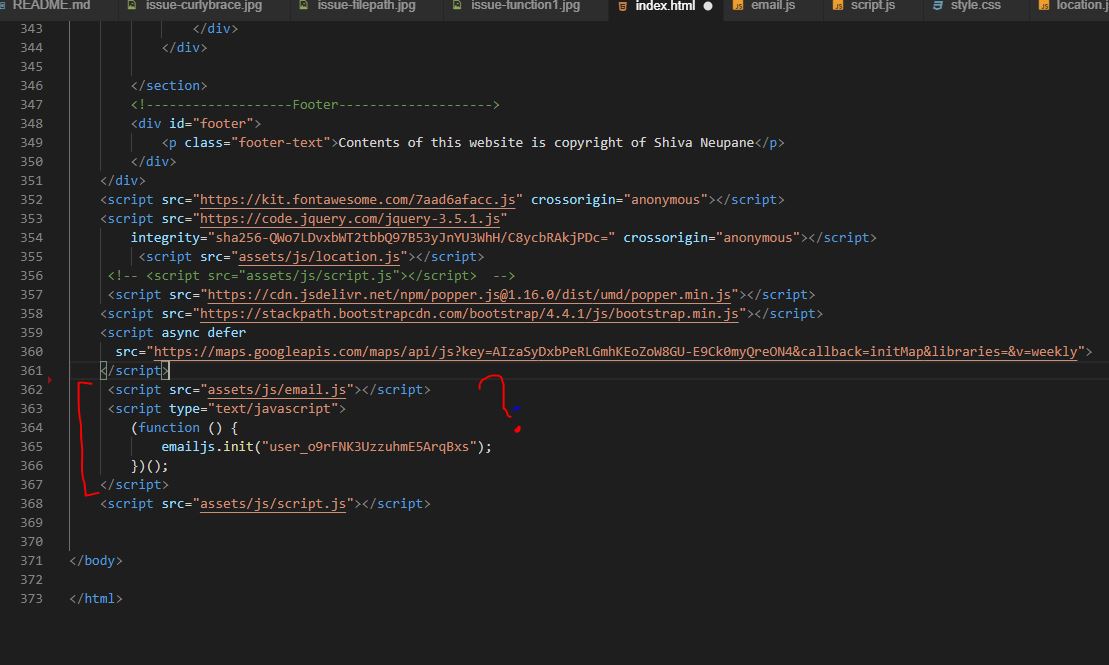 README.md issue-curlybrace.jpg issue-filepath.jpg issue-function1.jpg index.html email.js script.js style.css location.j
343 </div>
344 </div>
345
346 </section>
347 <!-------------------Footer-------------------->
348 <div id="footer">
349 <p class="footer-text">Contents of this website is copyright of Shiva Neupane</p>
350 </div>
351 </div>
352 <script src="https://kit.fontawesome.com/7aad6afacc.js" crossorigin="anonymous"></script>
353 <script src="https://code.jquery.com/jquery-3.5.1.js"
354 integrity="sha256-QWo7LDvxbWT2tbbQ97B53yJnYU3WhH/C8ycbRAkjPDc=" crossorigin="anonymous"></script>
355 <script src="assets/js/location.js"></script>
356 <!-- <script src="assets/js/script.js"></script>  -->
357 <script src="https://cdn.jsdelivr.net/npm/popper.js@1.16.0/dist/umd/popper.min.js"></script>
358 <script src="https://stackpath.bootstrapcdn.com/bootstrap/4.4.1/js/bootstrap.min.js"></script>
359 <script async defer
360 src="https://maps.googleapis.com/maps/api/js?key=AIzaSyDxbPeRLGmhKEoZoW8GU-E9Ck0myQreON4&callback=initMap&libraries=&v=weekly">
361 </script>
362 <script src="assets/js/email.js"></script>
363 <script type="text/javascript">
364 (function () {
365 emailjs.init("user_o9rFNK3UzzuhmE5ArqBxs");
366 })();
367 </script>
368 <script src="assets/js/script.js"></script>
369
370
371 </body>
372
373 </html>
?